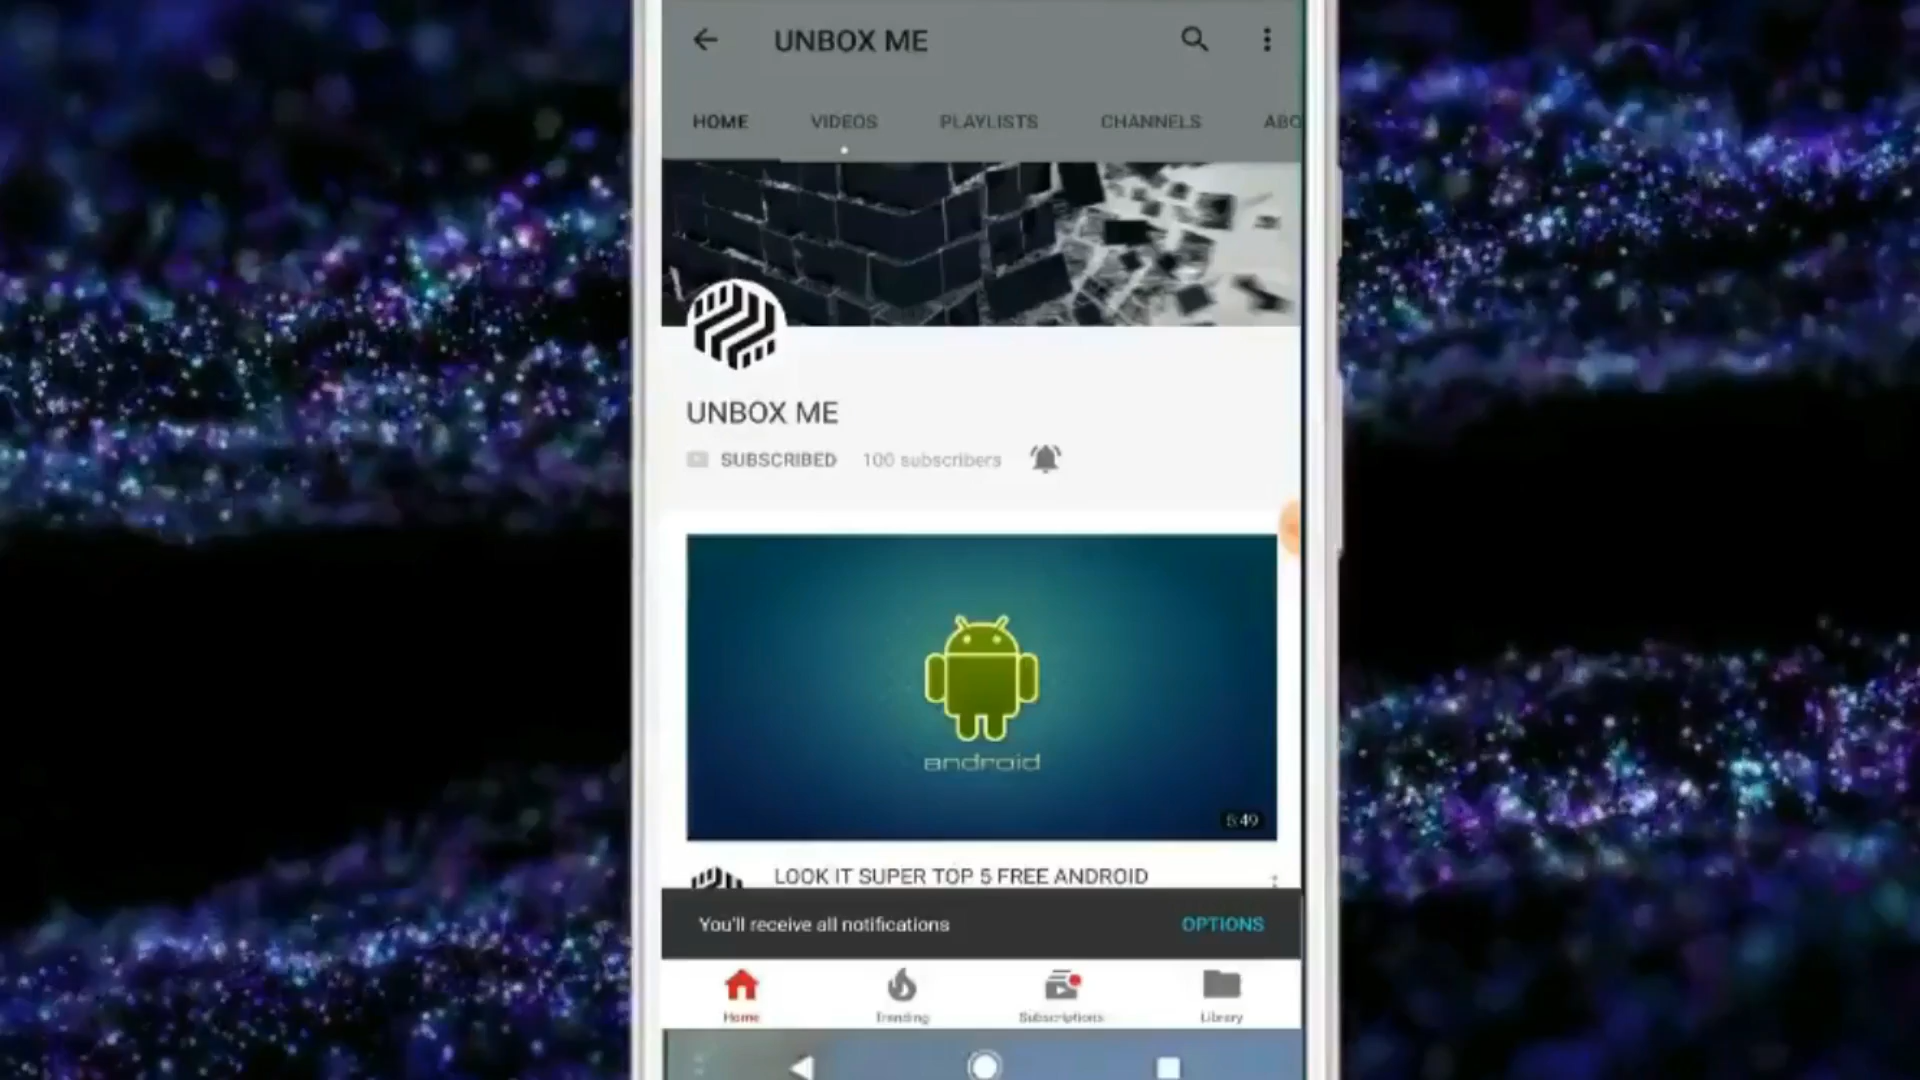 UNBOX ME
HOME VIDEOS PLAYLISTS CHANNELS ABO
UNBOX ME
SUBSCRIBED 100 subscribers
android
5:49
LOOK IT SUPER TOP 5 FREE ANDROID
You'll receive all notifications OPTIONS
Home Trending Subscriptions Library